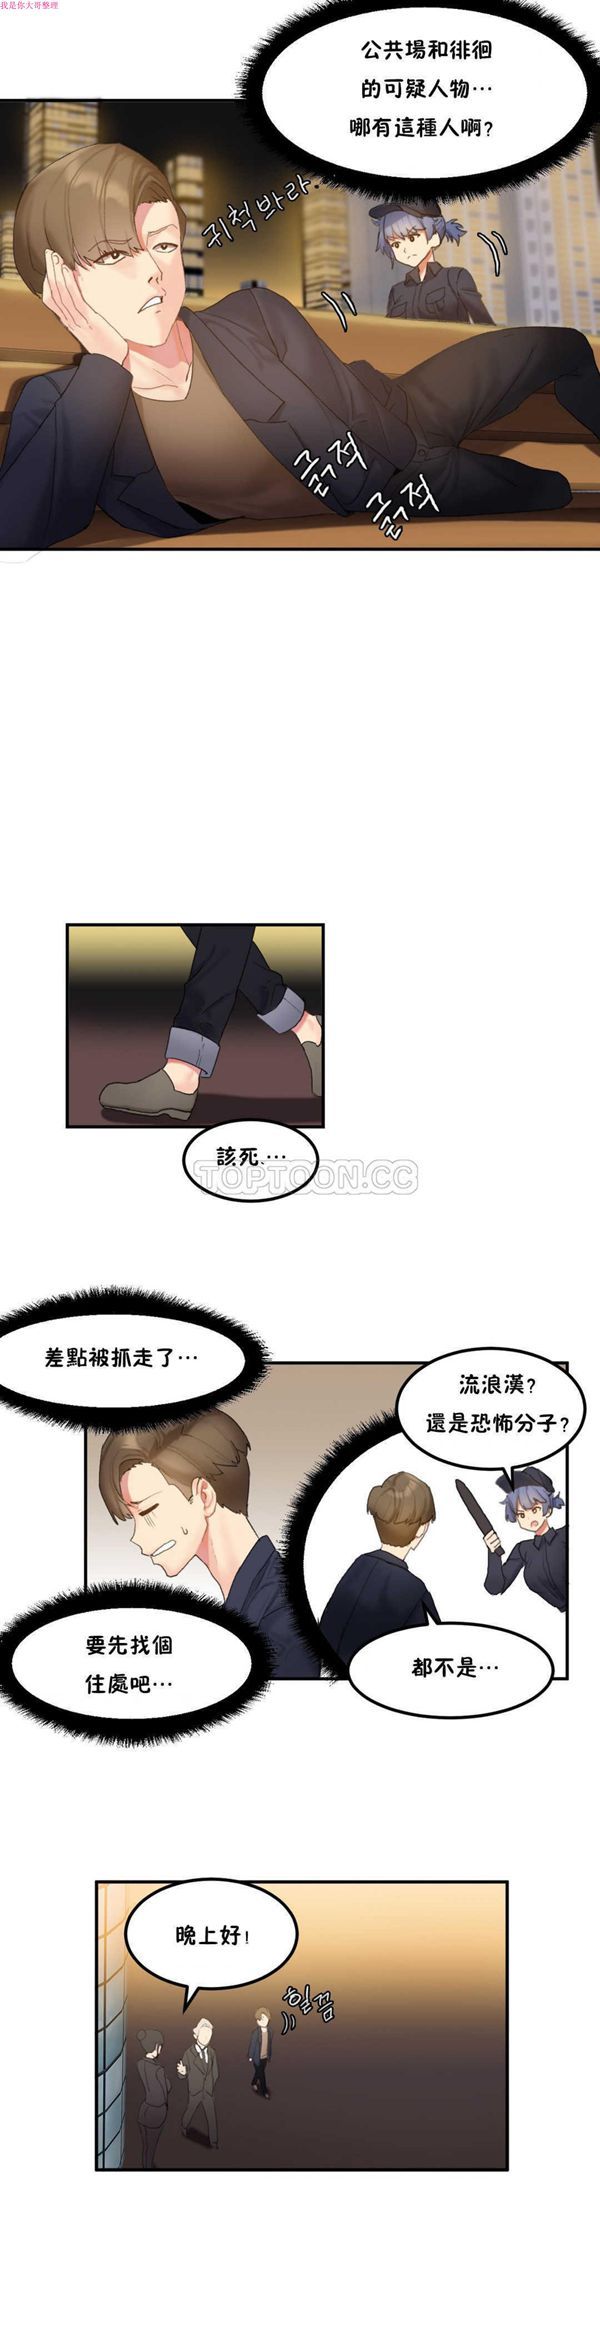 我是你大哥整理
公共場和徘徊
的可疑人物…
哪有這種人啊?
귀척바라
긁적
긁적
該死…
TOPTOON.CC
差點被抓走了…
流浪漢?
還是恐怖分子?
要先找個
住處吧…
都不是…
晚上好!
힐끔